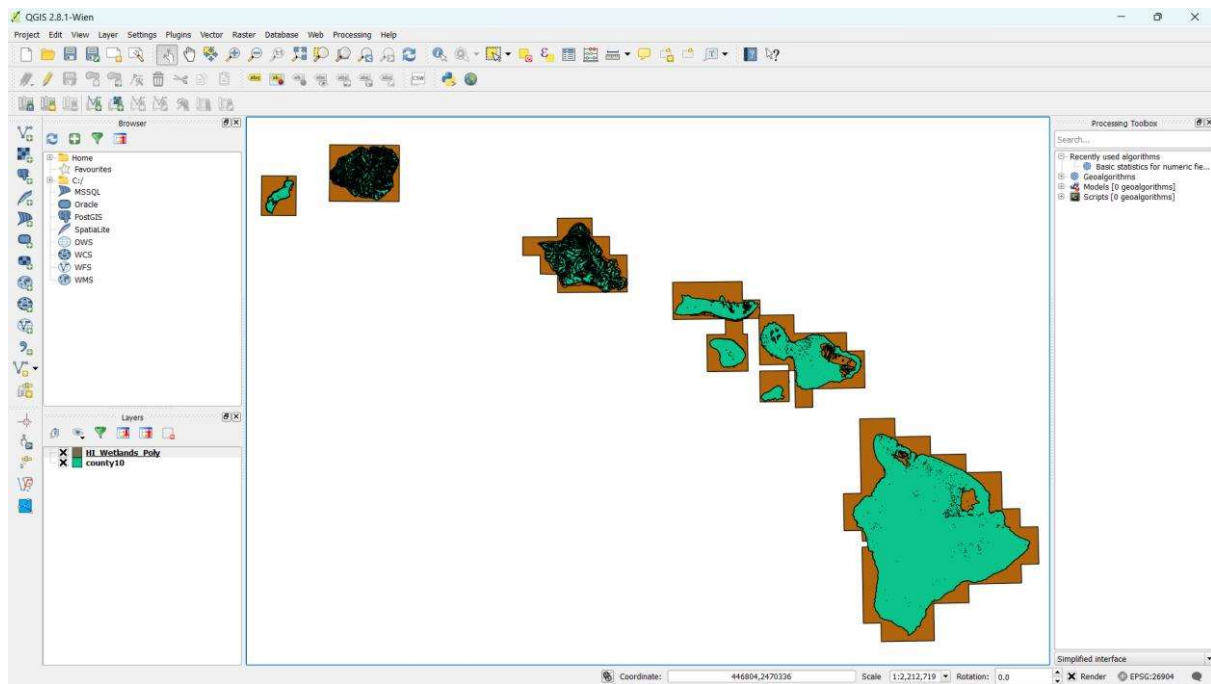 QGIS 2.8.1-Wien
Project Edit View Layer Settings Plugins Vector Raster Database Web Processing Help
CSW
Browser
Home
Favourites
C:/
MSSQL
Oracle
PostGIS
SpatiaLite
OWS
WCS
WFS
WMS
Layers
HI_Wetlands_Poly
county10
Processing Toolbox
Search...
Recently used algorithms
Basic statistics for numeric fie...
Geoalgorithms
Models [0 geoalgorithms]
Scripts [0 geoalgorithms]
Simplified interface
Coordinate: 446804,2470336 Scale 1:2,212,719 Rotation: 0.0 Render EPSG:26904